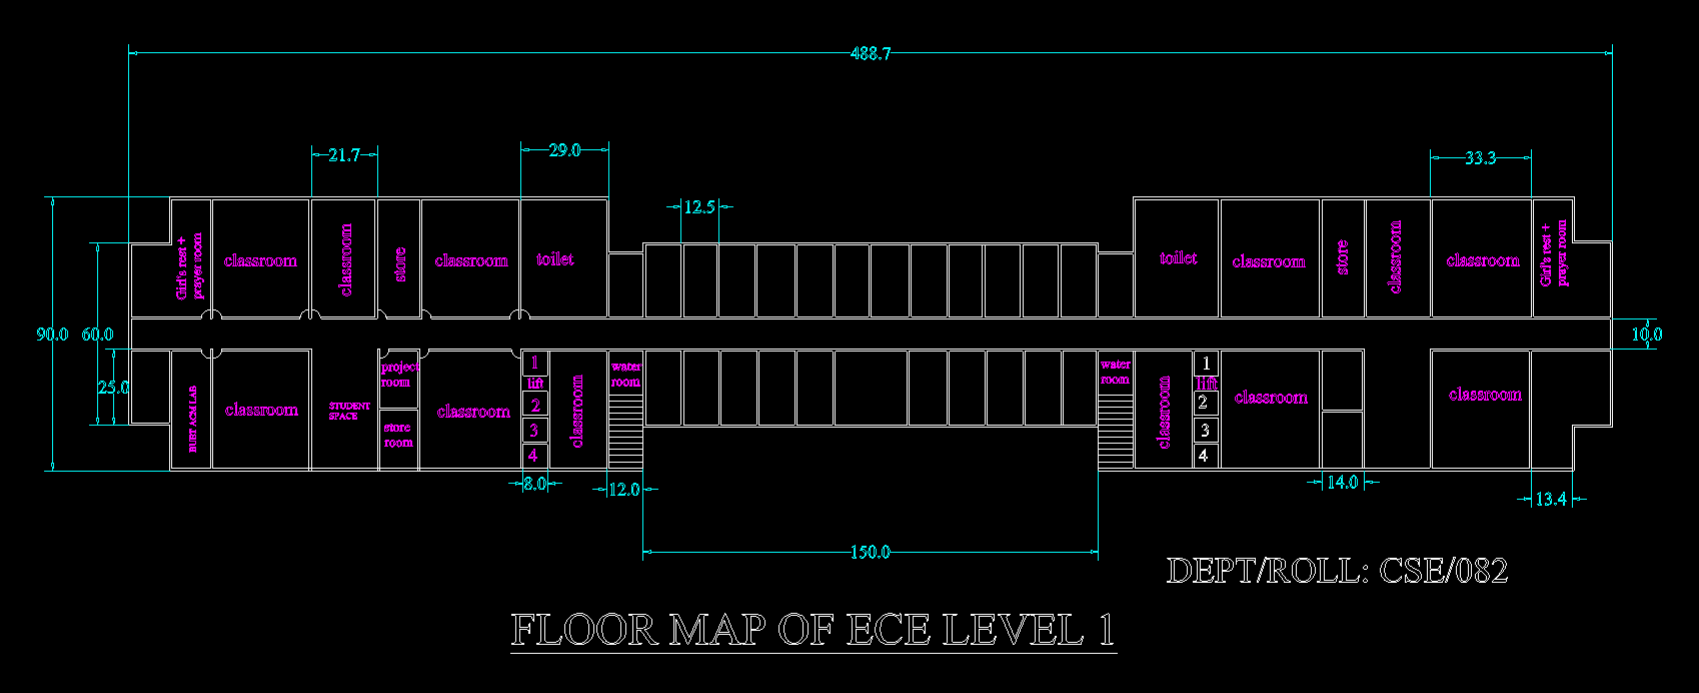 488.7
21.7
29.0
33.3
12.5
Girl's rest +
prayer room
classroom
classroom
store
classroom
toilet
toilet
classroom
store
classroom
classroom
Girl's rest +
prayer room
90.0
60.0
25.0
10.0
BUET ACM LAB
classroom
STUDENT
SPACE
project
room
store
room
classroom
1
lift
2
3
4
classroom
water
room
water
room
classroom
1
lift
2
3
4
classroom
classroom
8.0
12.0
14.0
13.4
150.0
DEPT/ROLL: CSE/082
FLOOR MAP OF ECE LEVEL 1